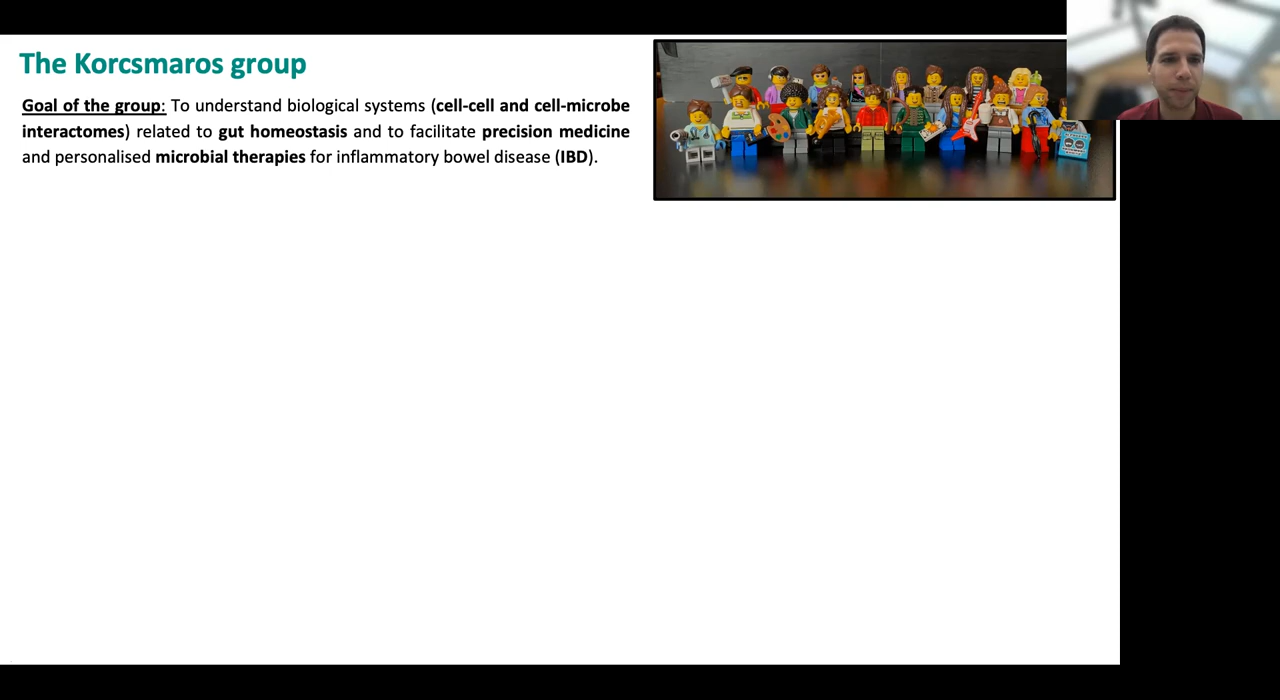 The Korcsmaros group
Goal of the group: To understand biological systems (cell-cell and cell-microbe
interactomes) related to gut homeostasis and to facilitate precision medicine
and personalised microbial therapies for inflammatory bowel disease (IBD).